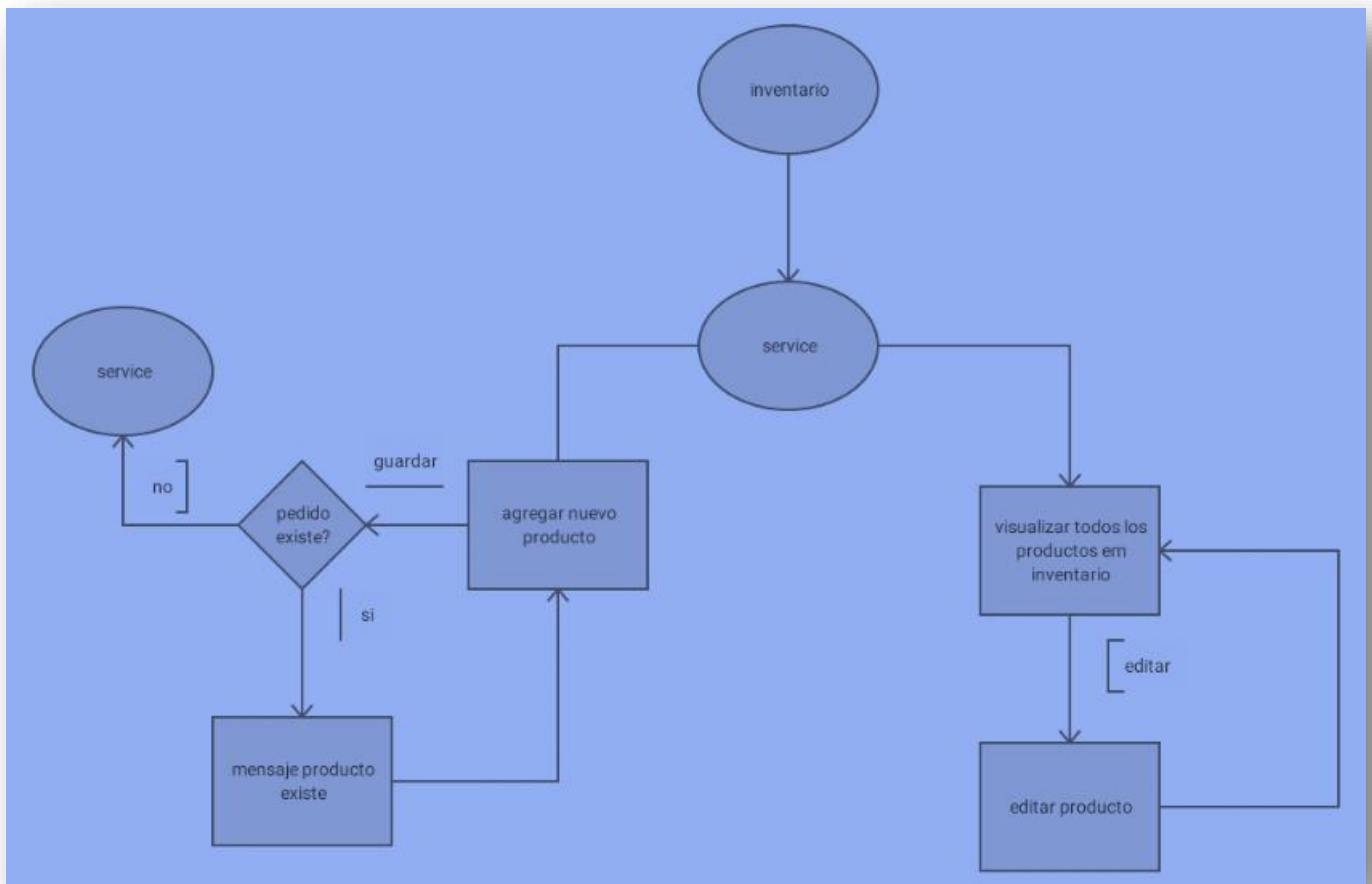 inventario
service
service
guardar
no
pedido
existe?
agregar nuevo
producto
visualizar todos los
productos em
inventario
si
editar
mensaje producto
existe
editar producto